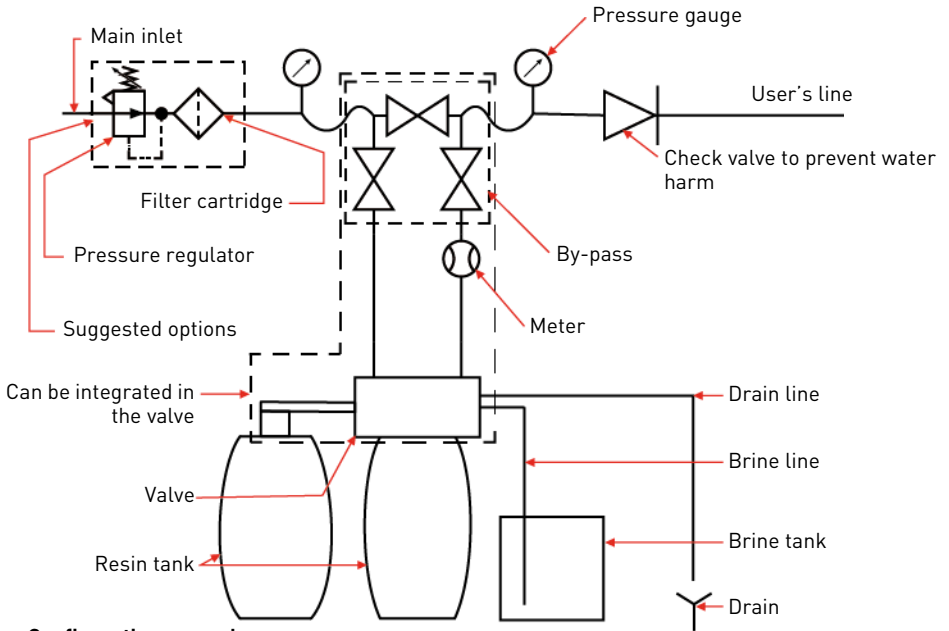 Pressure gauge
Main inlet
User's line
Check valve to prevent water
harm
Filter cartridge
Pressure regulator
By-pass
Suggested options
Meter
Can be integrated in
the valve
Drain line
Brine line
Valve
Brine tank
Resin tank
Drain